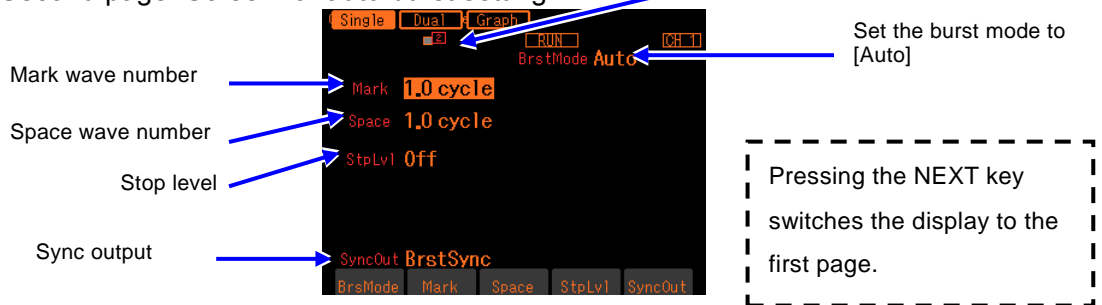 Single Dual Graph
2
RUN CH 1
BrstMode Auto
Set the burst mode to
[Auto]
Mark wave number
Mark 1.0 cycle
Space wave number
Space 1.0 cycle
Stop level
StpLvl Off
Pressing the NEXT key
switches the display to the
first page.
Sync output
SyncOut BrstSync
BrsMode Mark Space StpLvl SyncOut